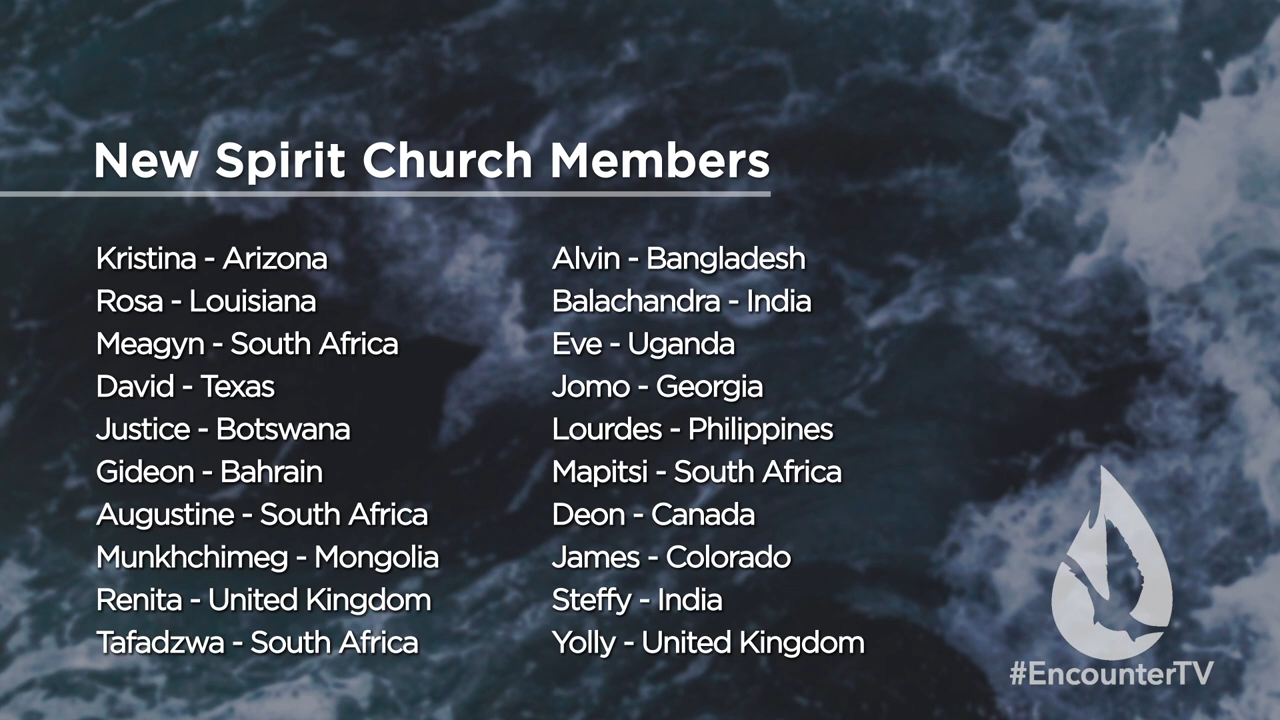 New Spirit Church Members
Kristina - Arizona
Rosa - Louisiana
Meagyn - South Africa
David - Texas
Justice - Botswana
Gideon - Bahrain
Augustine - South Africa
Munkhchimeg - Mongolia
Renita - United Kingdom
Tafadzwa - South Africa
Alvin - Bangladesh
Balachandra - India
Eve - Uganda
Jomo - Georgia
Lourdes - Philippines
Mapitsi - South Africa
Deon - Canada
James - Colorado
Steffy - India
Yolly - United Kingdom
#EncounterTV